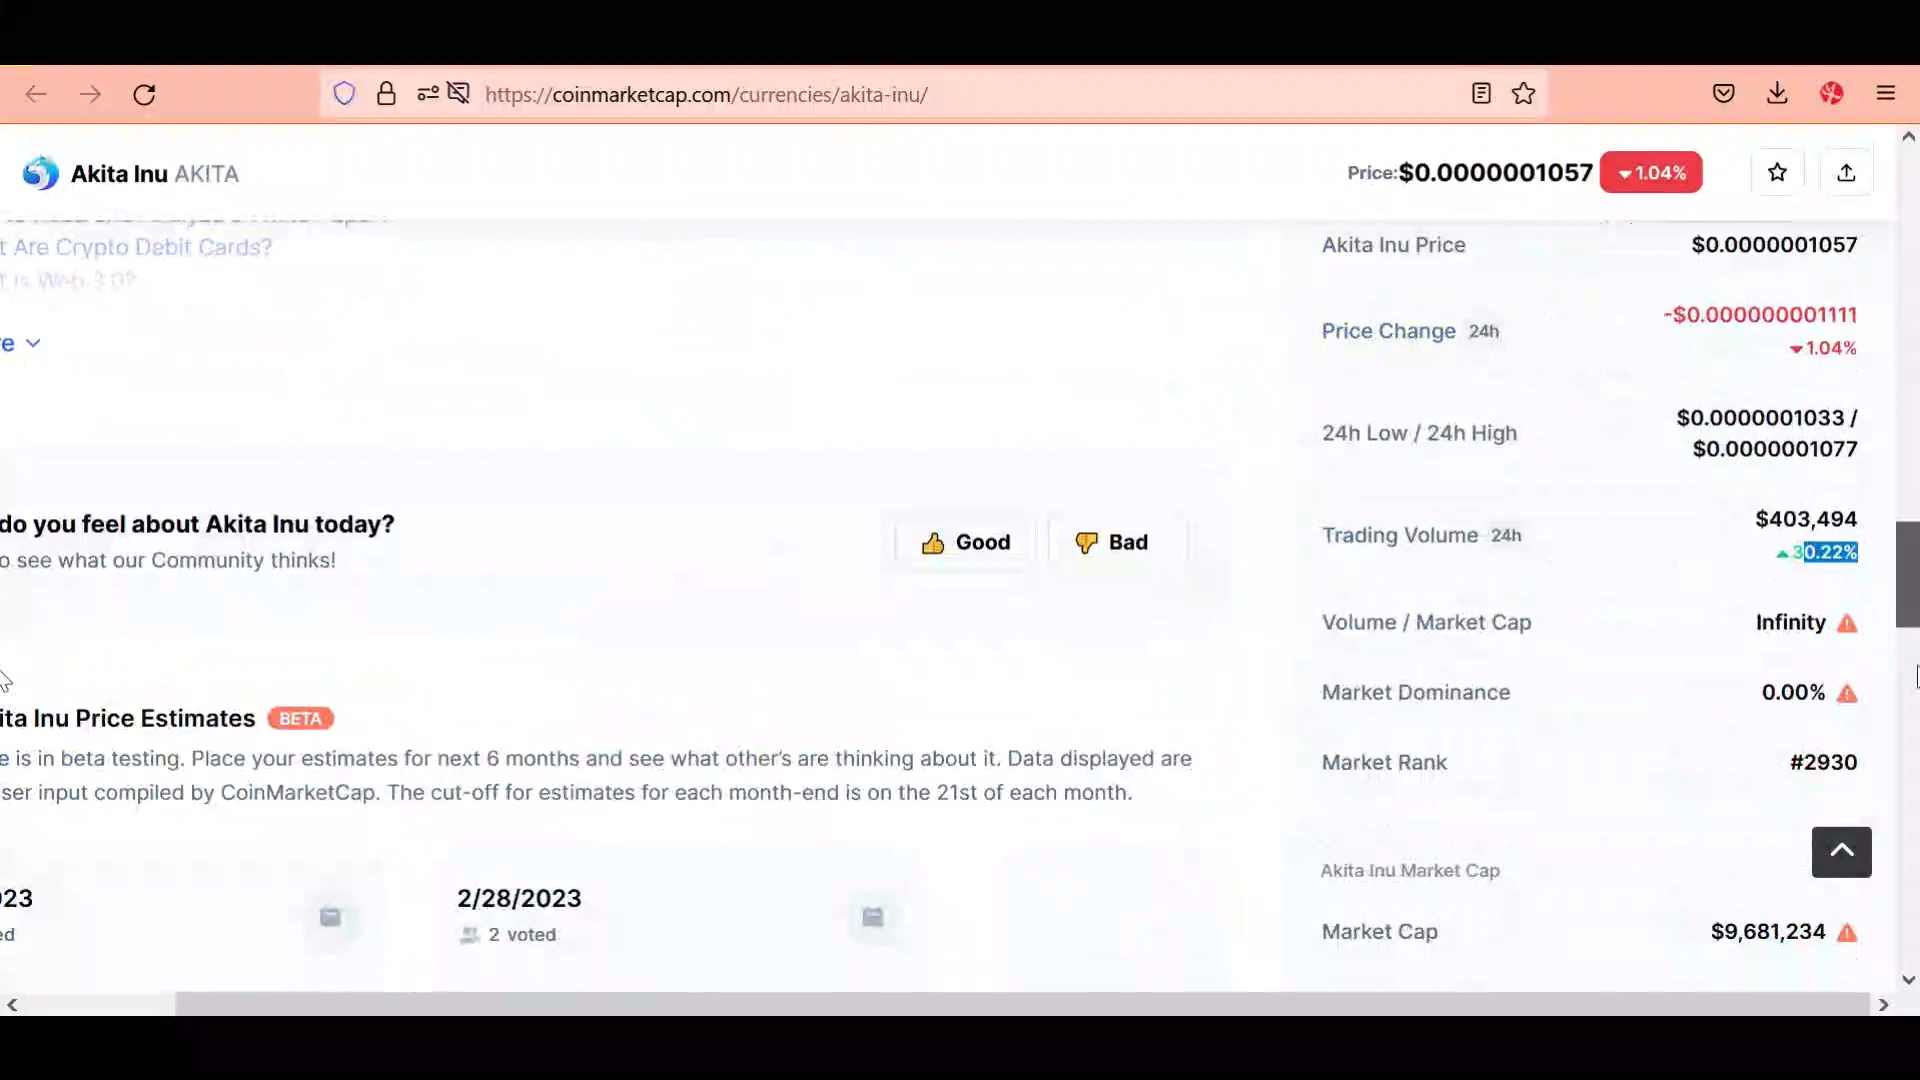 https://coinmarketcap.com/currencies/akita-inu/
Akita Inu AKITA
Price:$0.0000001057 1.04%
t Are Crypto Debit Cards?
t Is Web 3.0?
re
do you feel about Akita Inu today?
o see what our Community thinks!
Good
Bad
ita Inu Price Estimates BETA
e is in beta testing. Place your estimates for next 6 months and see what other's are thinking about it. Data displayed are
ser input compiled by CoinMarketCap. The cut-off for estimates for each month-end is on the 21st of each month.
023
ed
2/28/2023
2 voted
Akita Inu Price $0.0000001057
Price Change 24h -$0.000000001111
1.04%
24h Low / 24h High $0.0000001033 /
$0.0000001077
Trading Volume 24h $403,494
30.22%
Volume / Market Cap Infinity
Market Dominance 0.00%
Market Rank #2930
Akita Inu Market Cap
Market Cap $9,681,234